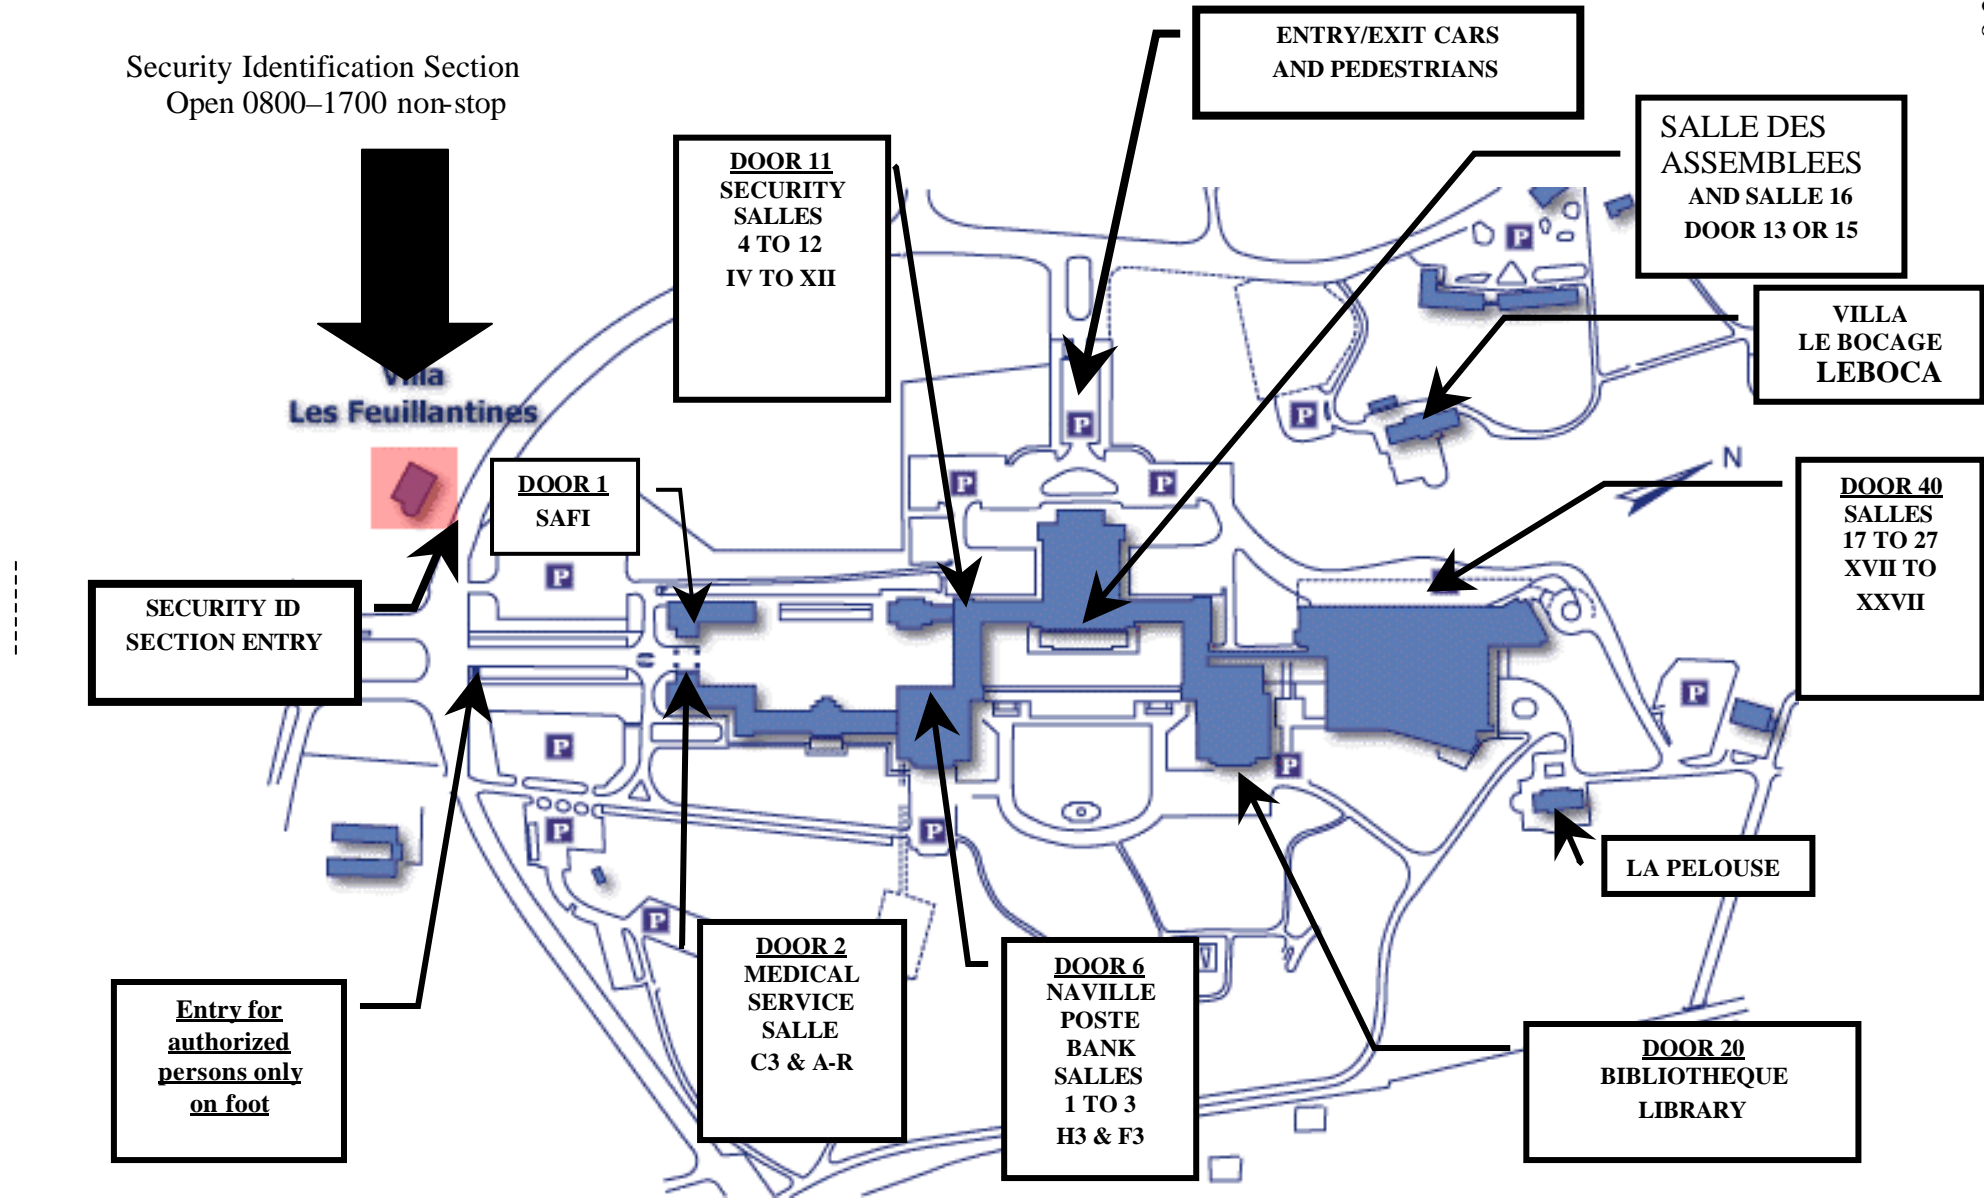 Security Identification Section
Open 0800–1700 non-stop
ENTRY/EXIT CARS
AND PEDESTRIANS
SALLE DES
ASSEMBLEES
AND SALLE 16
DOOR 13 OR 15
DOOR 11
SECURITY
SALLES
4 TO 12
IV TO XII
P
VILLA
LE BOCAGE
LEBOCA
Villa
Les Feuillantines
P
P
P
P
N
DOOR 1
SAFI
DOOR 40
SALLES
17 TO 27
XVII TO
XXVII
P
SECURITY ID
SECTION ENTRY
P
P
P
P
P
LA PELOUSE
P
DOOR 2
MEDICAL
SERVICE
SALLE
C3 & A-R
DOOR 6
NAVILLE
POSTE
BANK
SALLES
1 TO 3
H3 & F3
Entry for
authorized
persons only
on foot
DOOR 20
BIBLIOTHEQUE
LIBRARY